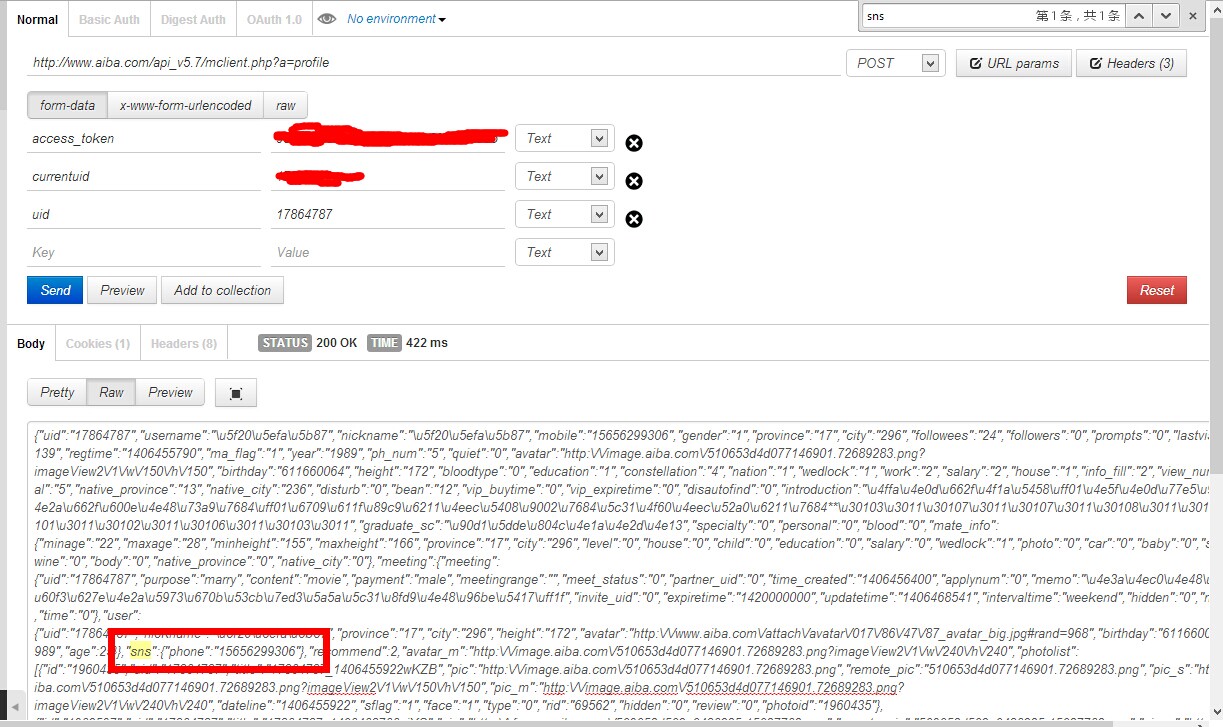 Normal Basic Auth Digest Auth OAuth 1.0 No environment
sns 第1条，共1条
http://www.aiba.com/api_v5.7/mclient.php?a=profile POST URL params Headers (3)
form-data x-www-form-urlencoded raw
access_token Text
currentuid Text
uid 17864787 Text
Key Value Text
Send Preview Add to collection Reset
Body Cookies (1) Headers (8) STATUS 200 OK TIME 422 ms
Pretty Raw Preview
{"uid":"17864787","username":"\u5f20\u5efa\u5b87","nickname":"\u5f20\u5efa\u5b87","mobile":"15656299306","gender":"1","province":"17","city":"296","followees":"24","followers":"0","prompts":"0","lastvi
139","regtime":"1406455790","ma_flag":"1","year":"1989","ph_num":"5","quiet":"0","avatar":"http:\/\/image.aiba.com\/510653d4d077146901.72689283.png?
imageView2\/1\/w\/150\/h\/150","birthday":"611660064","height":"172","bloodtype":"0","education":"1","constellation":"4","nation":"1","wedlock":"1","work":"2","salary":"2","house":"1","info_fill":"2","view_nu
al":"5","native_province":"13","native_city":"236","disturb":"0","bean":"12","vip_buytime":"0","vip_expiretime":"0","disautofind":"0","introduction":"\u4ffa\u4e0d\u662f\u4f1a\u5458\uff01\u4e5f\u4e0d\u77e5\u9
4e2a\u662f\u600e\u4e48\u73a9\u7684\uff01\u6709\u611f\u89c9\u6211\u4eec\u5408\u9002\u7684\u5c31\u4f60\u4eec\u52a0\u6211\u7684**\u30103\u3011\u30107\u3011\u30107\u3011\u30108\u3011\u301
101\u3011\u30102\u3011\u30106\u3011\u30103\u3011","graduate_sc":"\u90d1\u5dde\u804c\u4e1a\u4e2d\u4e13","specialty":"0","personal":"0","blood":"0","mate_info":
{"minage":"22","maxage":"28","minheight":"155","maxheight":"166","province":"17","city":"296","level":"0","house":"0","child":"0","education":"0","salary":"0","wedlock":"1","photo":"0","car":"0","baby":"0","s
wine":"0","body":"0","native_province":"0","native_city":"0"},"meeting":{"meeting":
{"uid":"17864787","purpose":"marry","content":"movie","payment":"male","meetingrange":"","meet_status":"0","partner_uid":"0","time_created":"1406456400","applynum":"0","memo":"\u4e3a\u4ec0\u4e48\
u60f3\u627e\u4e2a\u5973\u670b\u53cb\u7ed3\u5a5a\u5c31\u8fd9\u4e48\u96be\u5417\uff1f","invite_uid":"0","expiretime":"1420000000","updatetime":"1406468541","intervaltime":"weekend","hidden":"0","r
,"time":"0"},"user":
{"uid":"1786 ","province":"17","city":"296","height":"172","avatar":"http:\/\/www.aiba.com\/attach\/avatar\/017\/86\/47\/87_avatar_big.jpg#rand=968","birthday":"6116600
989","age":2 },"sns":{"phone":"15656299306"},"recommend":2,"avatar_m":"http:\/\/image.aiba.com\/510653d4d077146901.72689283.png?imageView2\/1\/w\/240\/h\/240","photolist":
[{"id":"1960 _1406455922wKZB","pic":"http:\/\/image.aiba.com\/510653d4d077146901.72689283.png","remote_pic":"510653d4d077146901.72689283.png","pic_s":"ht
iba.com\/510653d4d077146901.72689283.png?imageView2\/1\/w\/150\/h\/150","pic_m":"http:\/\/image.aiba.com\/510653d4d077146901.72689283.png?
imageView2\/1\/w\/240\/h\/240","dateline":"1406455922","sflag":"1","face":"1","type":"0","rid":"69562","hidden":"0","review":"0","photoid":"1960435"},